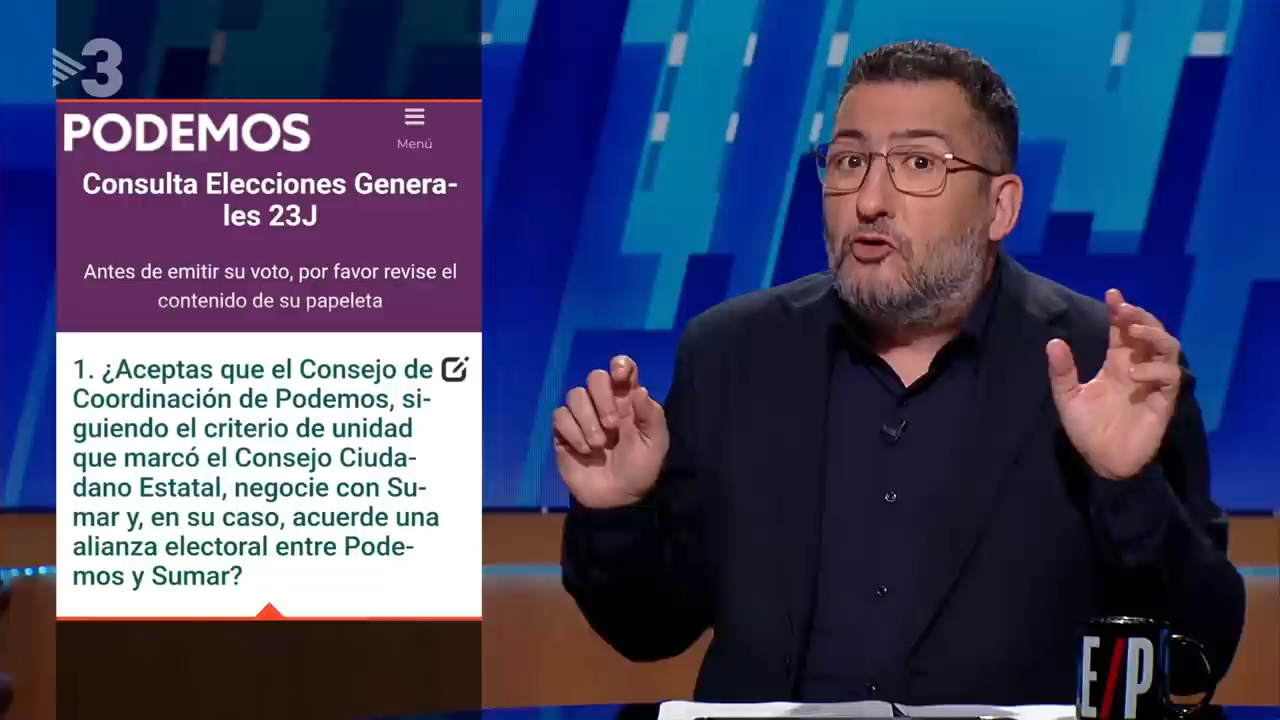 3
PODEMOS
Menú
Consulta Elecciones Genera-
les 23J
Antes de emitir su voto, por favor revise el
contenido de su papeleta
1. ¿Aceptas que el Consejo de
Coordinación de Podemos, si-
guiendo el criterio de unidad
que marcó el Consejo Ciuda-
dano Estatal, negocie con Su-
mar y, en su caso, acuerde una
alianza electoral entre Pode-
mos y Sumar?
E/P